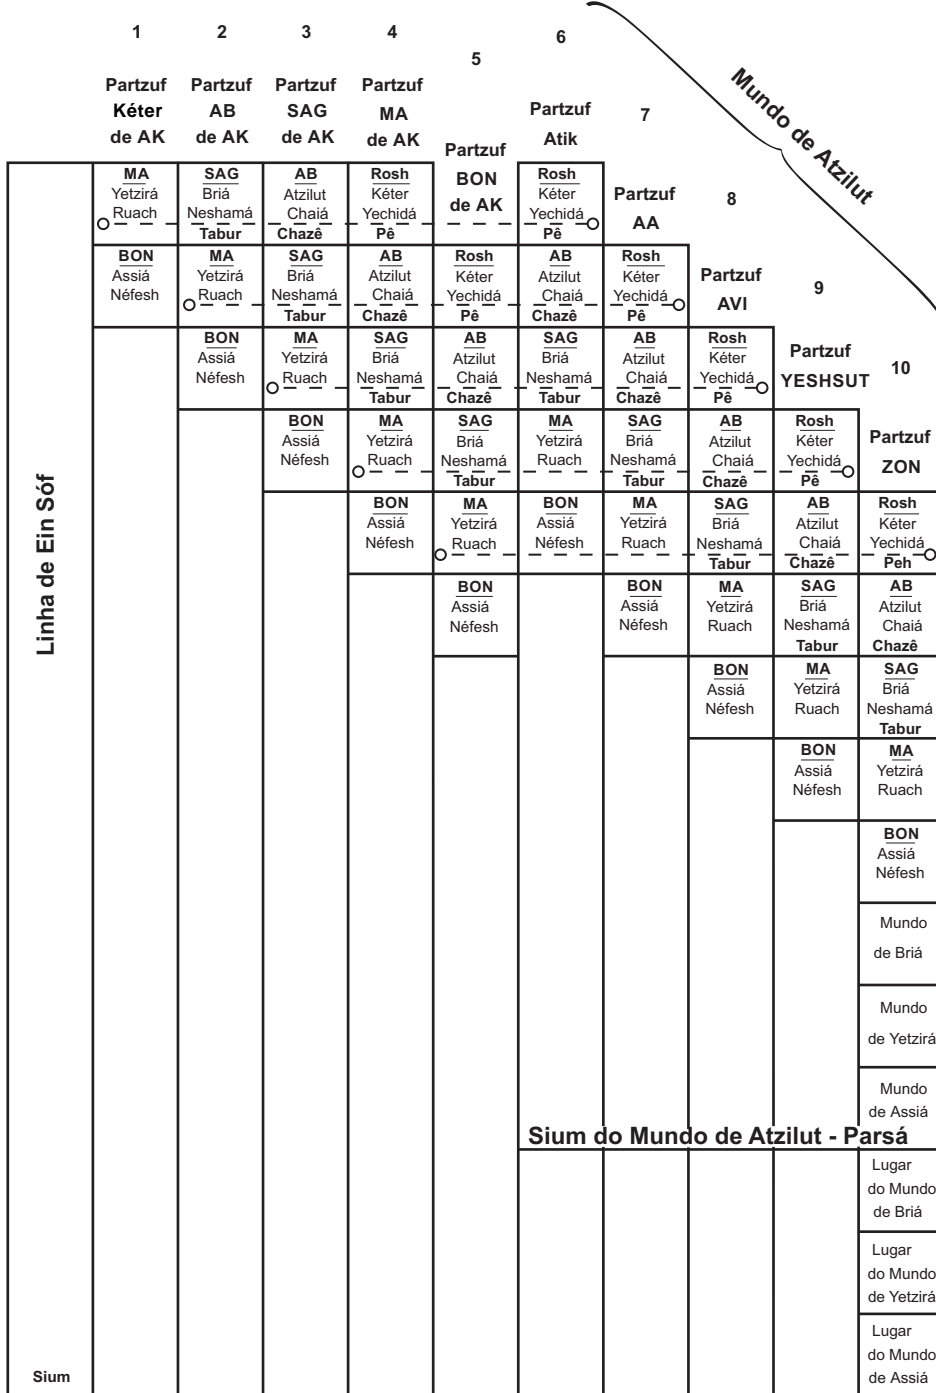 1
2
3
4
5
6
7
8
9
10
Mundo de Atzilut
Partzuf
Kéter
de AK
Partzuf
AB
de AK
Partzuf
SAG
de AK
Partzuf
MA
de AK
Partzuf
BON
de AK
Partzuf
Atik
Partzuf
AA
Partzuf
AVI
Partzuf
YESHSUT
Partzuf
ZON
Linha de Ein Sóf
Sium
MA
Yetzirá
Ruach
BON
Assiá
Néfesh
SAG
Briá
Neshamá
Tabur
MA
Yetzirá
Ruach
BON
Assiá
Néfesh
AB
Atzilut
Chaiá
Chazê
SAG
Briá
Neshamá
Tabur
MA
Yetzirá
Ruach
BON
Assiá
Néfesh
Rosh
Kéter
Yechidá
Pê
AB
Atzilut
Chaiá
Chazê
SAG
Briá
Neshamá
Tabur
MA
Yetzirá
Ruach
BON
Assiá
Néfesh
Rosh
Kéter
Yechidá
Pê
AB
Atzilut
Chaiá
Chazê
SAG
Briá
Neshamá
Tabur
MA
Yetzirá
Ruach
BON
Assiá
Néfesh
Rosh
Kéter
Yechidá
Pê
AB
Atzilut
Chaiá
Chazê
SAG
Briá
Neshamá
Tabur
MA
Yetzirá
Ruach
BON
Assiá
Néfesh
Rosh
Kéter
Yechidá
Pê
AB
Atzilut
Chaiá
Chazê
SAG
Briá
Neshamá
Tabur
MA
Yetzirá
Ruach
BON
Assiá
Néfesh
Rosh
Kéter
Yechidá
Pê
AB
Atzilut
Chaiá
Chazê
SAG
Briá
Neshamá
Tabur
MA
Yetzirá
Ruach
BON
Assiá
Néfesh
Rosh
Kéter
Yechidá
Pê
AB
Atzilut
Chaiá
Chazê
SAG
Briá
Neshamá
Tabur
MA
Yetzirá
Ruach
BON
Assiá
Néfesh
Rosh
Kéter
Yechidá
Peh
AB
Atzilut
Chaiá
Chazê
SAG
Briá
Neshamá
Tabur
MA
Yetzirá
Ruach
BON
Assiá
Néfesh
Mundo
de Briá
Mundo
de Yetzirá
Mundo
de Assiá
Sium do Mundo de Atzilut - Parsá
Lugar
do Mundo
de Briá
Lugar
do Mundo
de Yetzirá
Lugar
do Mundo
de Assiá